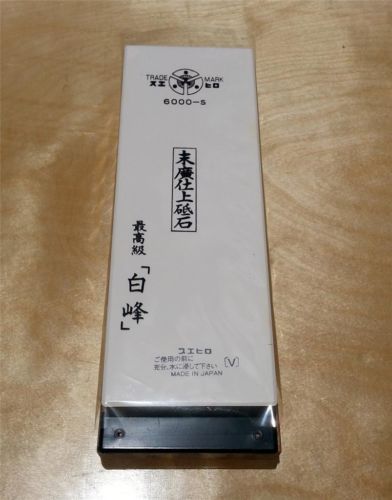 TRADE MARK
スエヒロ
6000-S
末廣仕上砥石
最高級
「白峰」
スエヒロ
ご使用の前に
充分、水に浸して下さい
MADE IN JAPAN
[V]